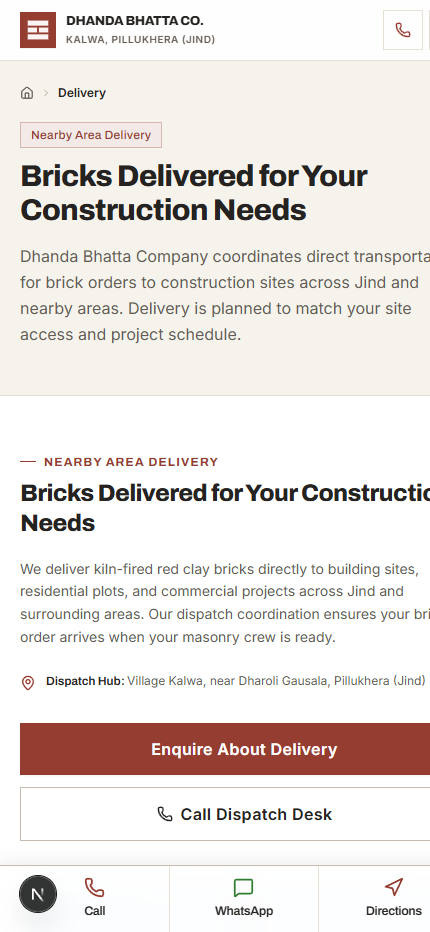 DHANDA BHATTA CO.
KALWA, PILLUKHERA (JIND)
Delivery
Nearby Area Delivery
Bricks Delivered for Your
Construction Needs
Dhanda Bhatta Company coordinates direct
for brick orders to construction sites across Jind and
nearby areas. Delivery is planned to match your site
access and project schedule.
NEARBY AREA DELIVERY
Bricks Delivered for Your
Needs
We deliver kiln-fired red clay bricks directly to building sites,
residential plots, and commercial projects across Jind and
surrounding areas. Our dispatch coordination ensures your
order arrives when your masonry crew is ready.
Dispatch Hub: Village Kalwa, near Dharoli Gausala, Pillukhera (Jind)
Enquire About Delivery
Call Dispatch Desk
N
Call
WhatsApp
Directions